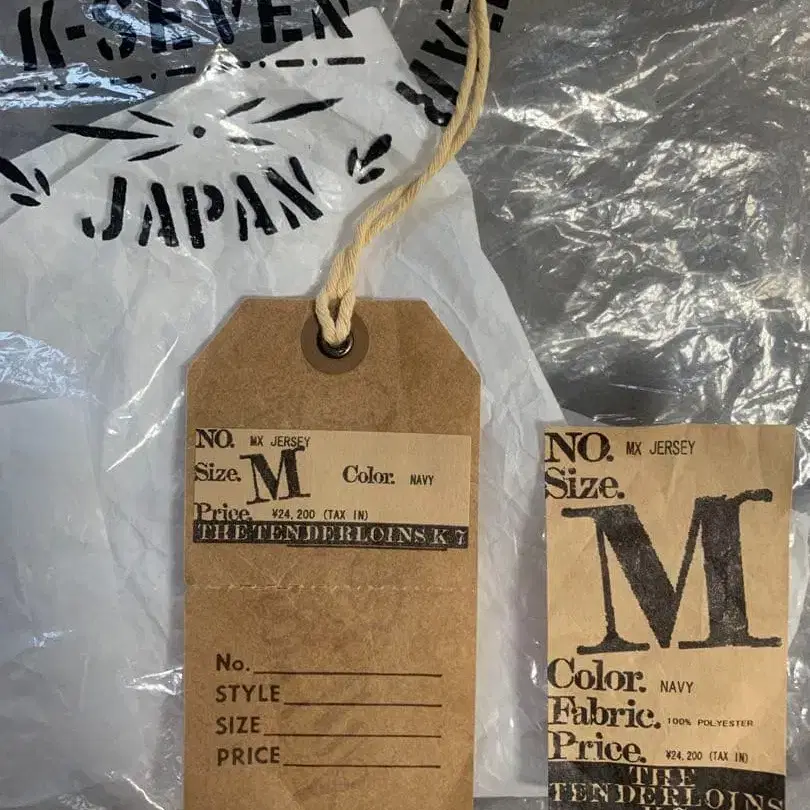 K-SEVEN
JAPAN
NO. MX JERSEY
Size. M Color. NAVY
Price. ¥24,200 (TAX IN)
THE TENDERLOINS K 7
No.
STYLE
SIZE
PRICE
NO. MX JERSEY
Size.
M
Color. NAVY
Fabric. 100% POLYESTER
Price. ¥24,200 (TAX IN)
THE
TENDERLOINS